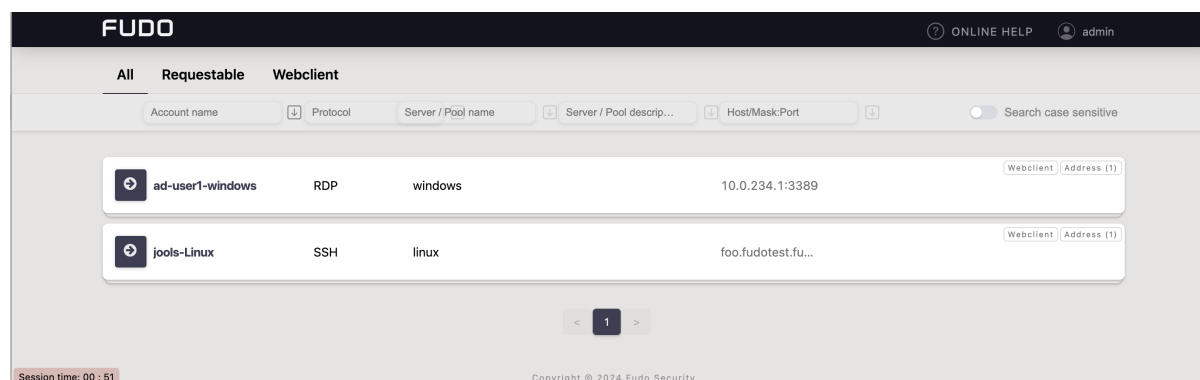 FUDO
ONLINE HELP
admin
All Requestable Webclient
Account name Protocol Server / Pool name Server / Pool descrip... Host/Mask:Port Search case sensitive
Webclient Address (1)
ad-user1-windows RDP windows 10.0.234.1:3389
Webclient Address (1)
jools-Linux SSH linux foo.fudotest.fu...
< 1 >
Session time: 00 : 51
Copyright © 2024 Fudo Security